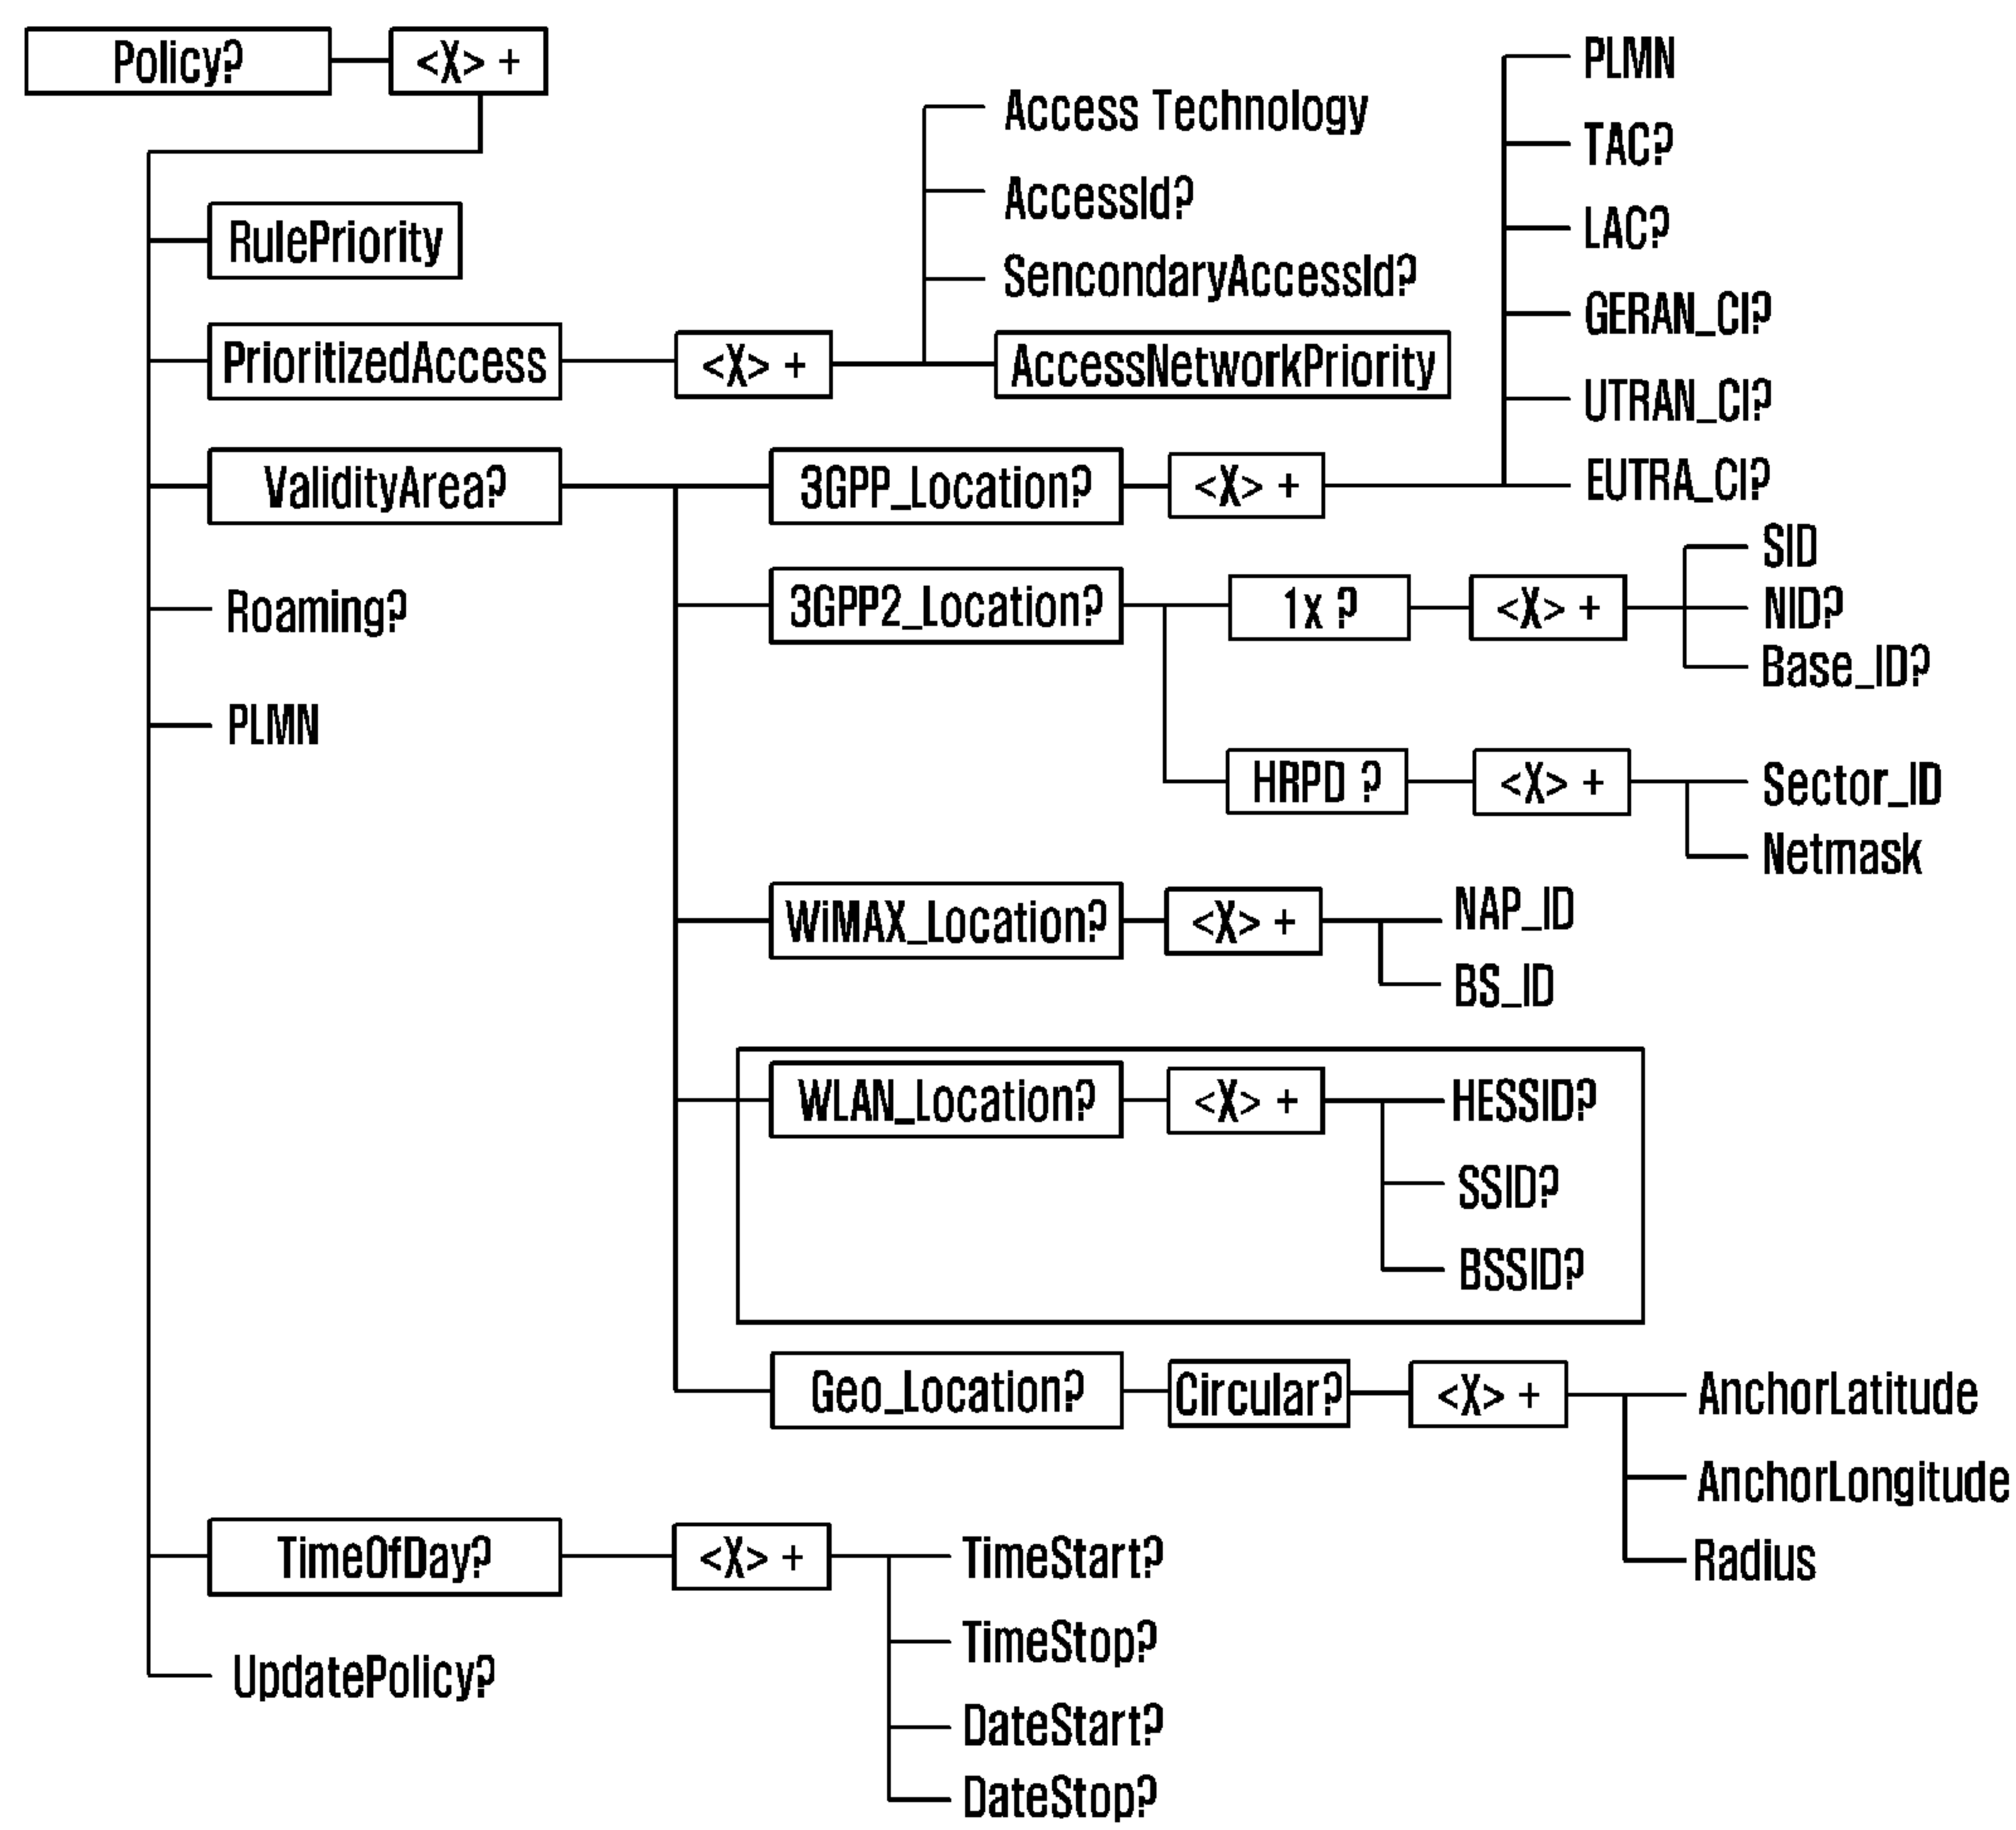 Policy?
<X> +
RulePriority
PrioritizedAccess
<X> +
Access Technology
AccessId?
SencondaryAccessId?
AccessNetworkPriority
ValidityArea?
3GPP_Location?
<X> +
PLMN
TAC?
LAC?
GERAN_CI?
UTRAN_CI?
EUTRA_CI?
3GPP2_Location?
1x ?
<X> +
SID
NID?
Base_ID?
HRPD ?
<X> +
Sector_ID
Netmask
WiMAX_Location?
<X> +
NAP_ID
BS_ID
WLAN_Location?
<X> +
HESSID?
SSID?
BSSID?
Geo_Location?
Circular?
<X> +
AnchorLatitude
AnchorLongitude
Radius
Roaming?
PLMN
TimeOfDay?
<X> +
TimeStart?
TimeStop?
DateStart?
DateStop?
UpdatePolicy?